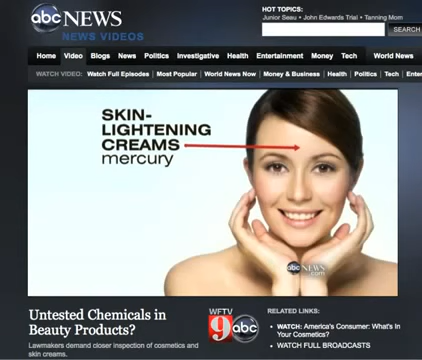 abc NEWS
NEWS VIDEOS
HOT TOPICS:
Junior Seau • John Edwards Trial • Tanning Mom
SEARCH
Home Video Blogs News Politics Investigative Health Entertainment Money Tech World News
WATCH VIDEO: Watch Full Episodes | Most Popular | World News Now | Money & Business | Health | Politics | Tech | Enter
SKIN-
LIGHTENING
CREAMS
mercury
abc NEWS
.com
Untested Chemicals in
Beauty Products?
Lawmakers demand closer inspection of cosmetics and
skin creams.
WFTV
9 abc
RELATED LINKS:
• WATCH: America's Consumer: What's In
Your Cosmetics?
• WATCH FULL BROADCASTS